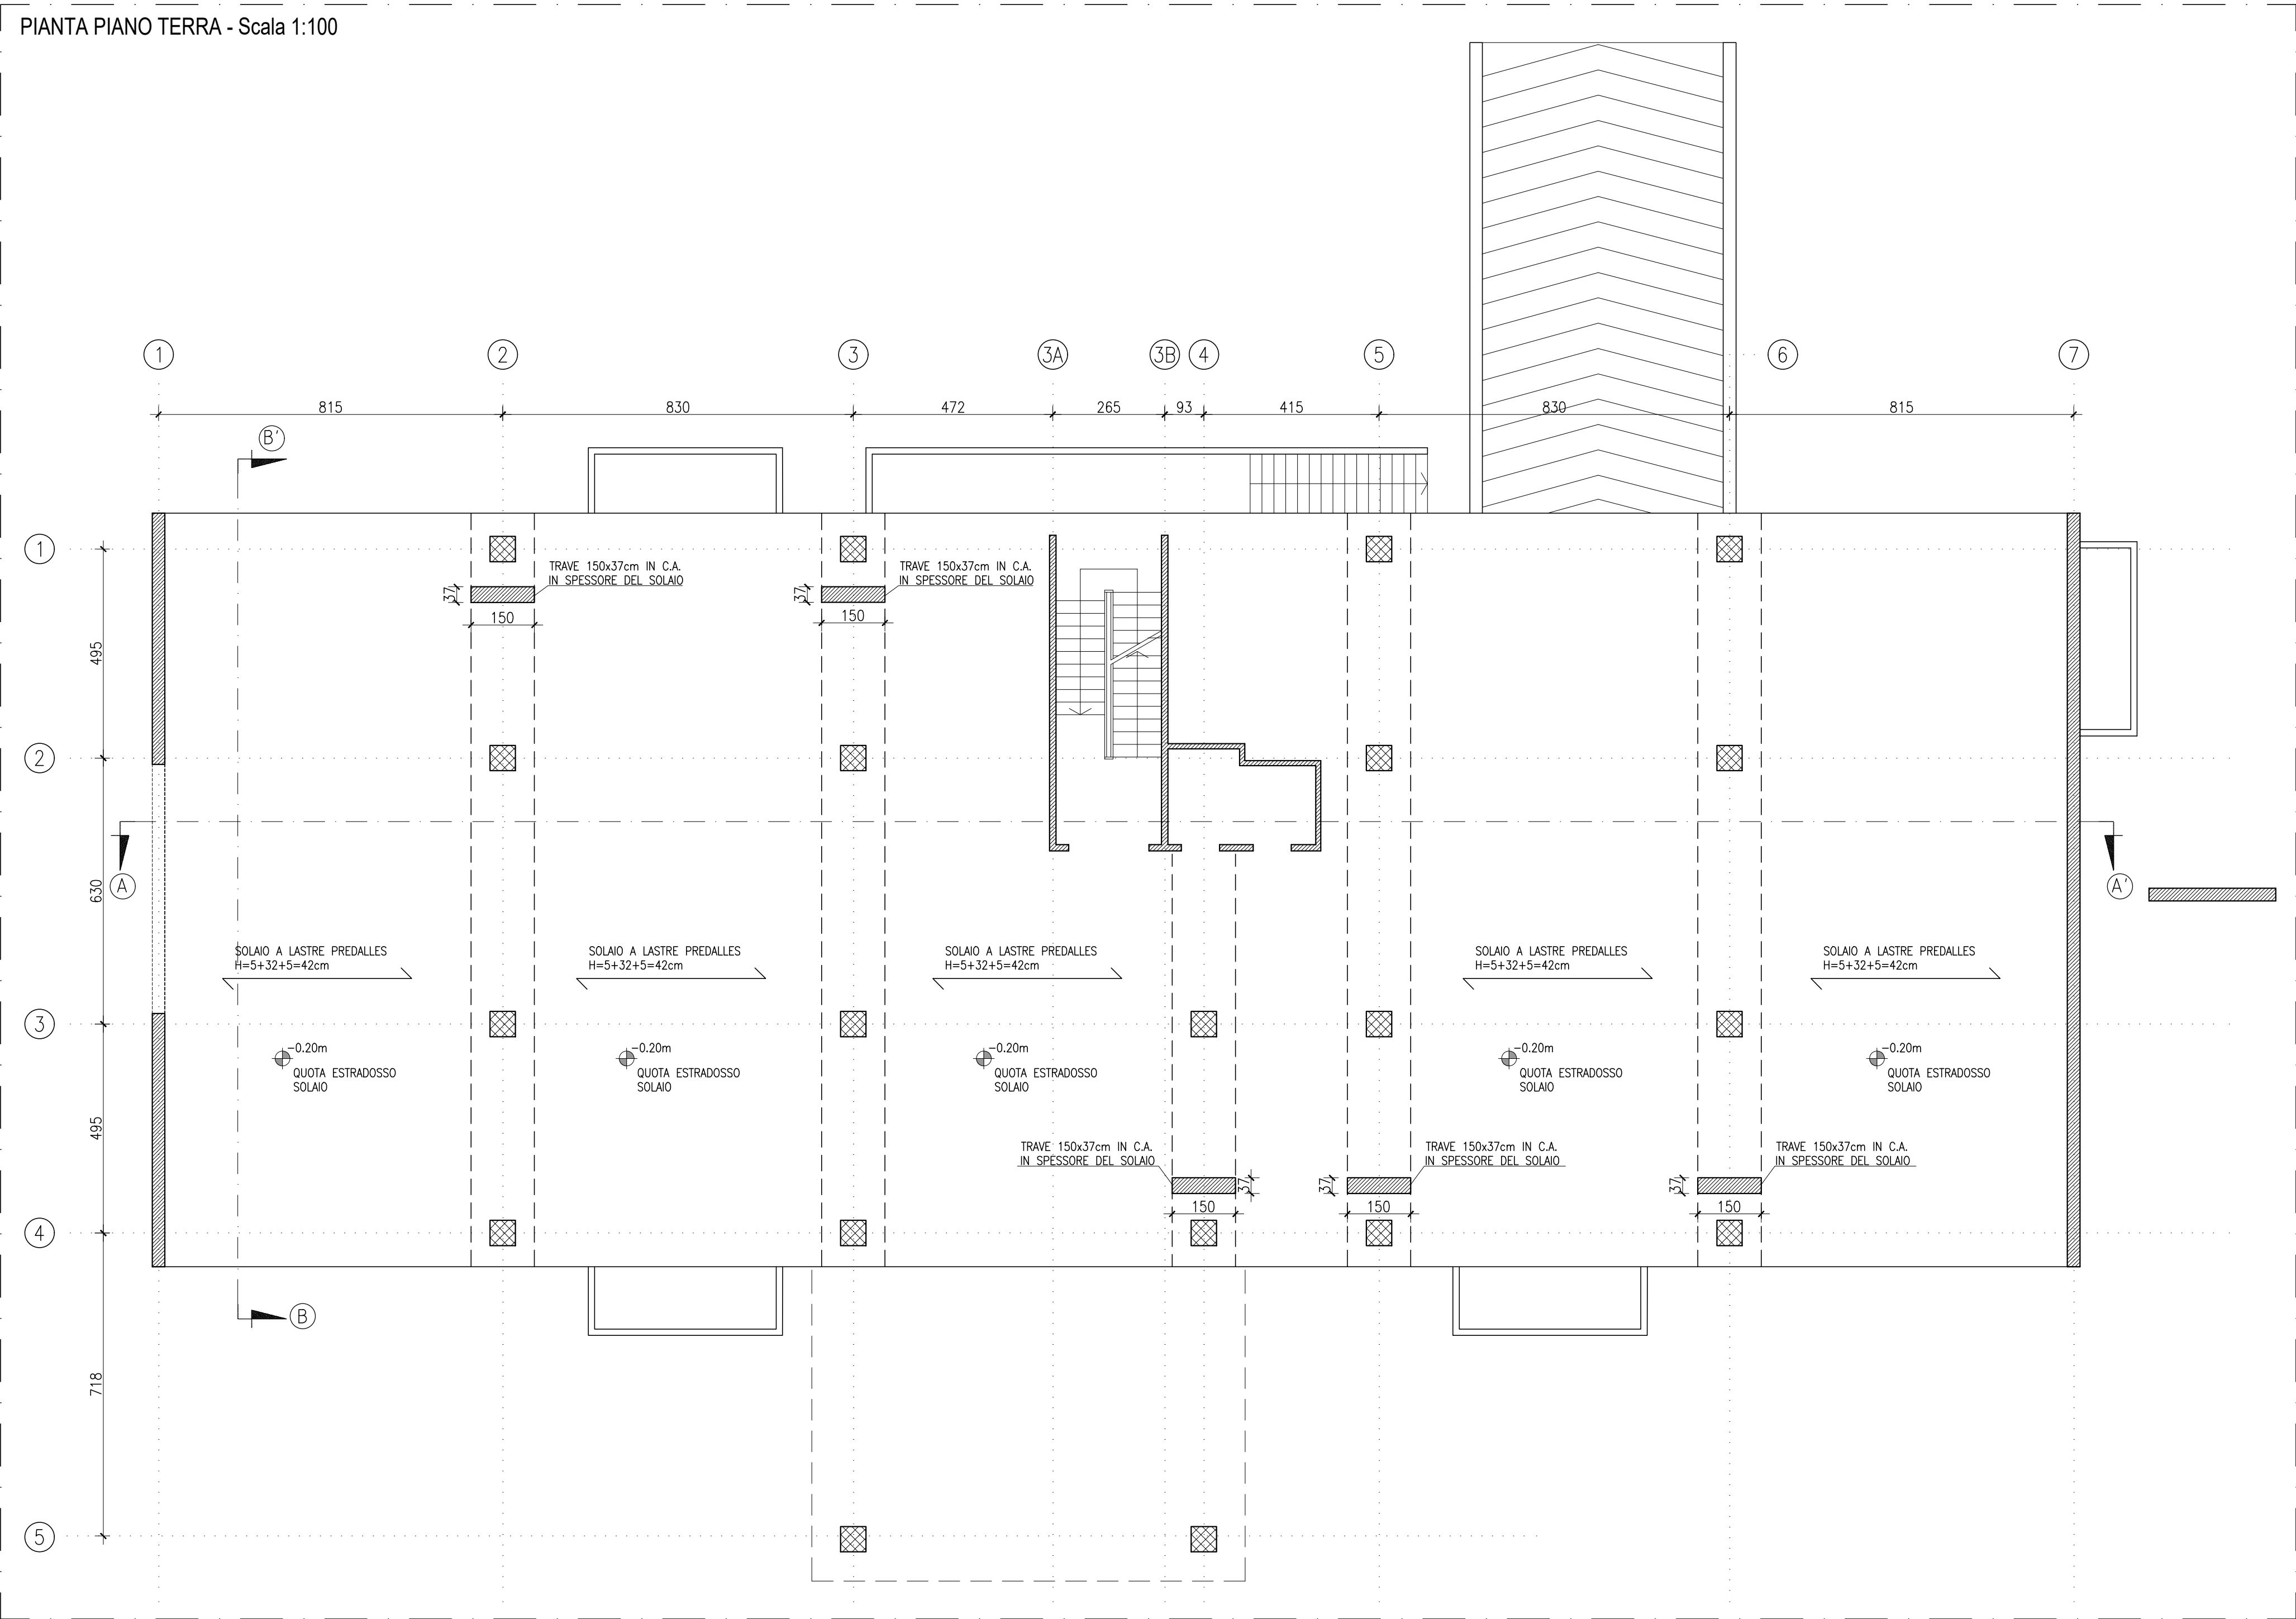 PIANTA PIANO TERRA - Scala 1:100
1 2 3 3A 3B 4 5 6 7
815 830 472 265 93 415 830 815
B'
1
TRAVE 150x37cm IN C.A.
IN SPESSORE DEL SOLAIO
37
150
TRAVE 150x37cm IN C.A.
IN SPESSORE DEL SOLAIO
37
150
495
2
A
A'
630
SOLAIO A LASTRE PREDALLES
H=5+32+5=42cm
SOLAIO A LASTRE PREDALLES
H=5+32+5=42cm
SOLAIO A LASTRE PREDALLES
H=5+32+5=42cm
SOLAIO A LASTRE PREDALLES
H=5+32+5=42cm
SOLAIO A LASTRE PREDALLES
H=5+32+5=42cm
3
-0.20m
QUOTA ESTRADOSSO
SOLAIO
-0.20m
QUOTA ESTRADOSSO
SOLAIO
-0.20m
QUOTA ESTRADOSSO
SOLAIO
-0.20m
QUOTA ESTRADOSSO
SOLAIO
-0.20m
QUOTA ESTRADOSSO
SOLAIO
495
TRAVE 150x37cm IN C.A.
IN SPESSORE DEL SOLAIO
37
150
TRAVE 150x37cm IN C.A.
IN SPESSORE DEL SOLAIO
37
150
TRAVE 150x37cm IN C.A.
IN SPESSORE DEL SOLAIO
37
150
4
B
718
5